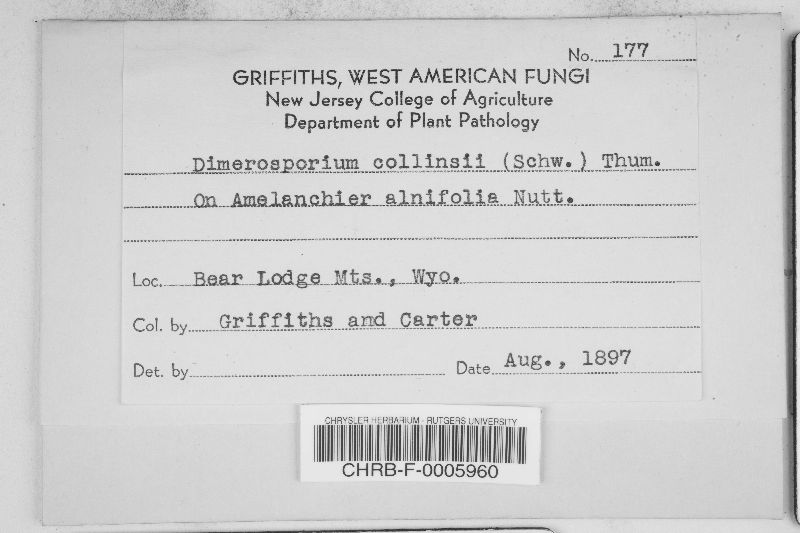 No. 177
GRIFFITHS, WEST AMERICAN FUNGI
New Jersey College of Agriculture
Department of Plant Pathology
Dimerosporium collinsii (Schw.) Thum.
On Amelanchier alnifolia Nutt.
Loc. Bear Lodge Mts., Wyo.
Col. by Griffiths and Carter
Det. by Date Aug., 1897
CHRYSLER HERBARIUM - RUTGERS UNIVERSITY
CHRB-F-0005960